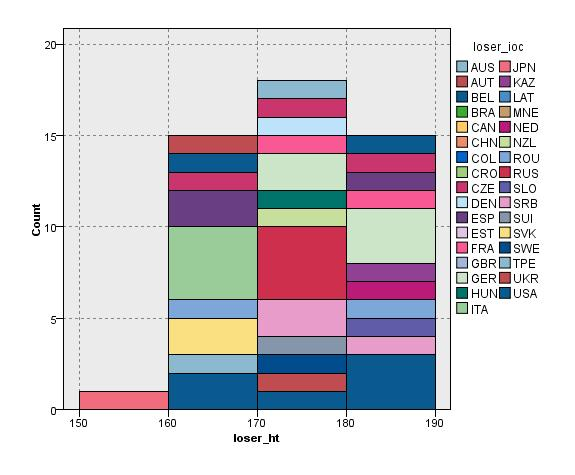 20
15
10
5
0
Count
150 160 170 180 190
loser_ht
loser_ioc
AUS JPN
AUT KAZ
BEL LAT
BRA MNE
CAN NED
CHN NZL
COL ROU
CRO RUS
CZE SLO
DEN SRB
ESP SUI
EST SVK
FRA SWE
GBR TPE
GER UKR
HUN USA
ITA